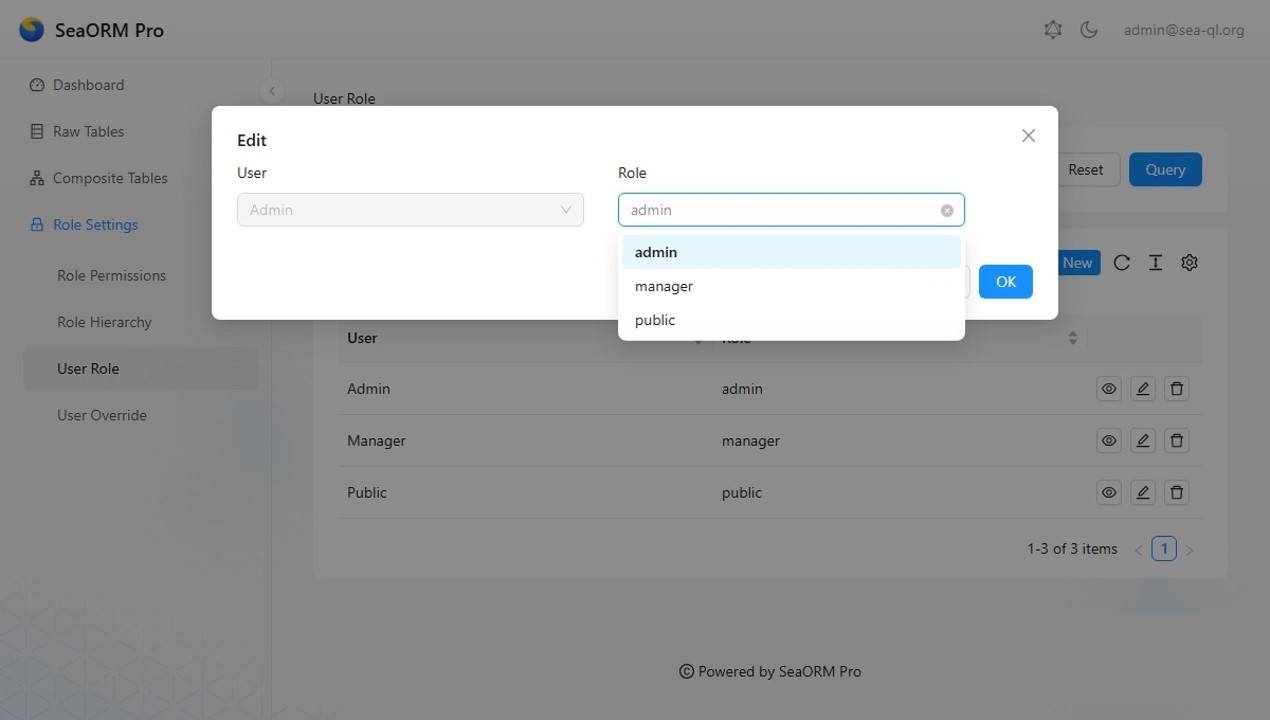 SeaORM Pro
admin@sea-ql.org
Dashboard
Raw Tables
Composite Tables
Role Settings
Role Permissions
Role Hierarchy
User Role
User Override
User Role
Reset
Query
New
Edit
User
Role
Admin
admin
admin
manager
public
OK
User
Role
Admin
admin
Manager
manager
Public
public
1-3 of 3 items
1
© Powered by SeaORM Pro